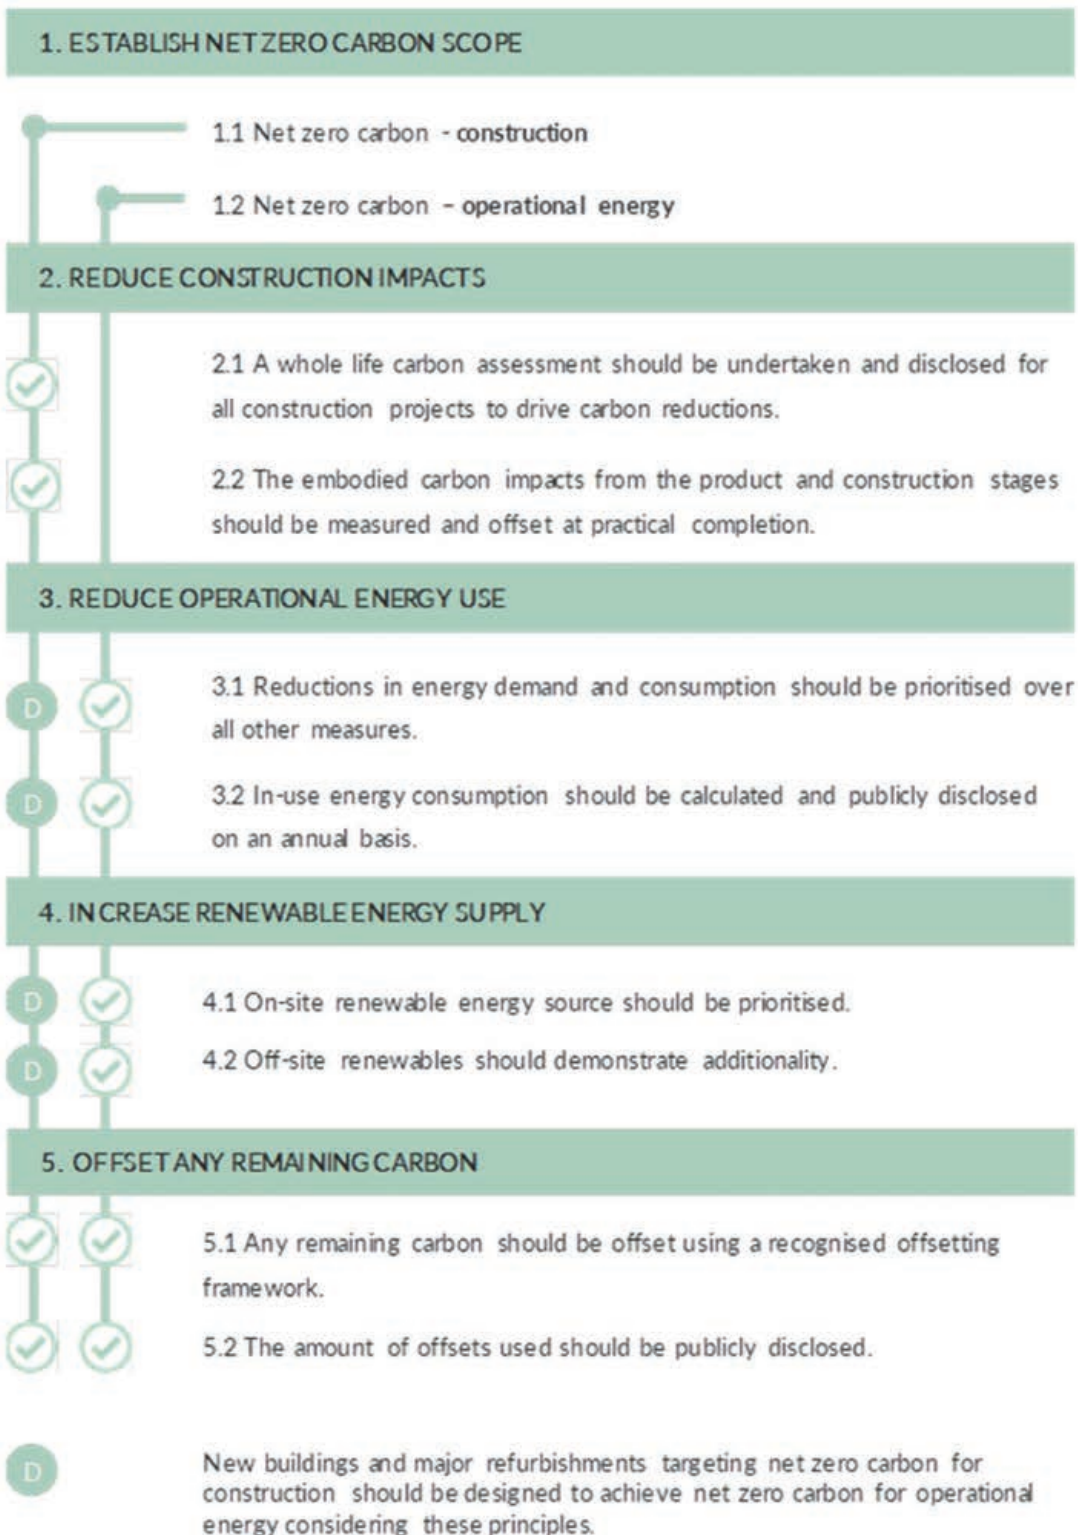 1. ESTABLISH NET ZERO CARBON SCOPE
1.1 Net zero carbon - construction
1.2 Net zero carbon – operational energy
2. REDUCE CONSTRUCTION IMPACTS
2.1 A whole life carbon assessment should be undertaken and disclosed for
all construction projects to drive carbon reductions.
2.2 The embodied carbon impacts from the product and construction stages
should be measured and offset at practical completion.
3. REDUCE OPERATIONAL ENERGY USE
D
3.1 Reductions in energy demand and consumption should be prioritised over
all other measures.
D
3.2 In-use energy consumption should be calculated and publicly disclosed
on an annual basis.
4. INCREASE RENEWABLE ENERGY SUPPLY
D
4.1 On-site renewable energy source should be prioritised.
D
4.2 Off-site renewables should demonstrate additionality.
5. OFFSET ANY REMAINING CARBON
5.1 Any remaining carbon should be offset using a recognised offsetting
framework.
5.2 The amount of offsets used should be publicly disclosed.
D
New buildings and major refurbishments targeting net zero carbon for
construction should be designed to achieve net zero carbon for operational
energy considering these principles.